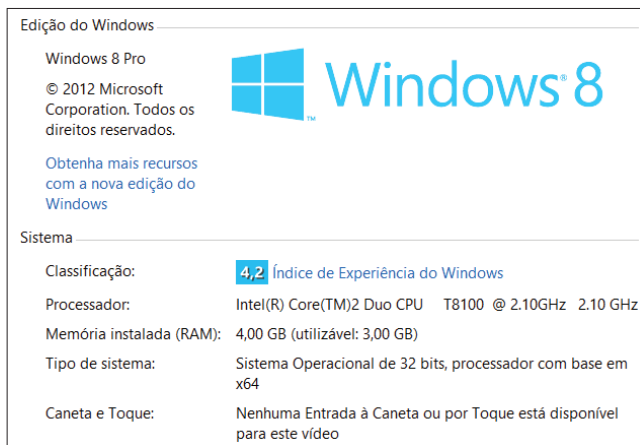 Edição do Windows
Windows 8 Pro
© 2012 Microsoft
Corporation. Todos os
direitos reservados.
Obtenha mais recursos
com a nova edição do
Windows
™
Windows® 8
Sistema
Classificação:
4,2 Índice de Experiência do Windows
Processador:
Intel(R) Core(TM)2 Duo CPU T8100 @ 2.10GHz 2.10 GHz
Memória instalada (RAM):
4,00 GB (utilizável: 3,00 GB)
Tipo de sistema:
Sistema Operacional de 32 bits, processador com base em
x64
Caneta e Toque:
Nenhuma Entrada à Caneta ou por Toque está disponível
para este vídeo